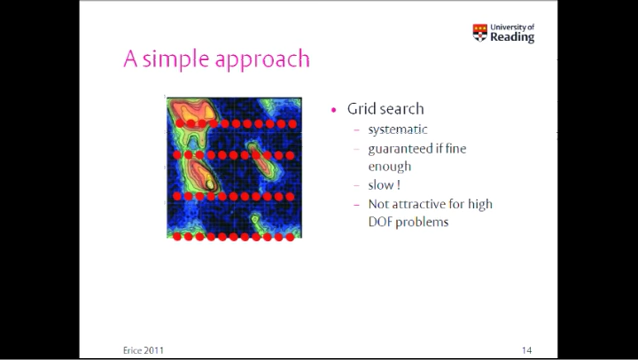 University of
Reading
A simple approach
• Grid search
– systematic
– guaranteed if fine
enough
– slow !
– Not attractive for high
DOF problems
Erice 2011
14